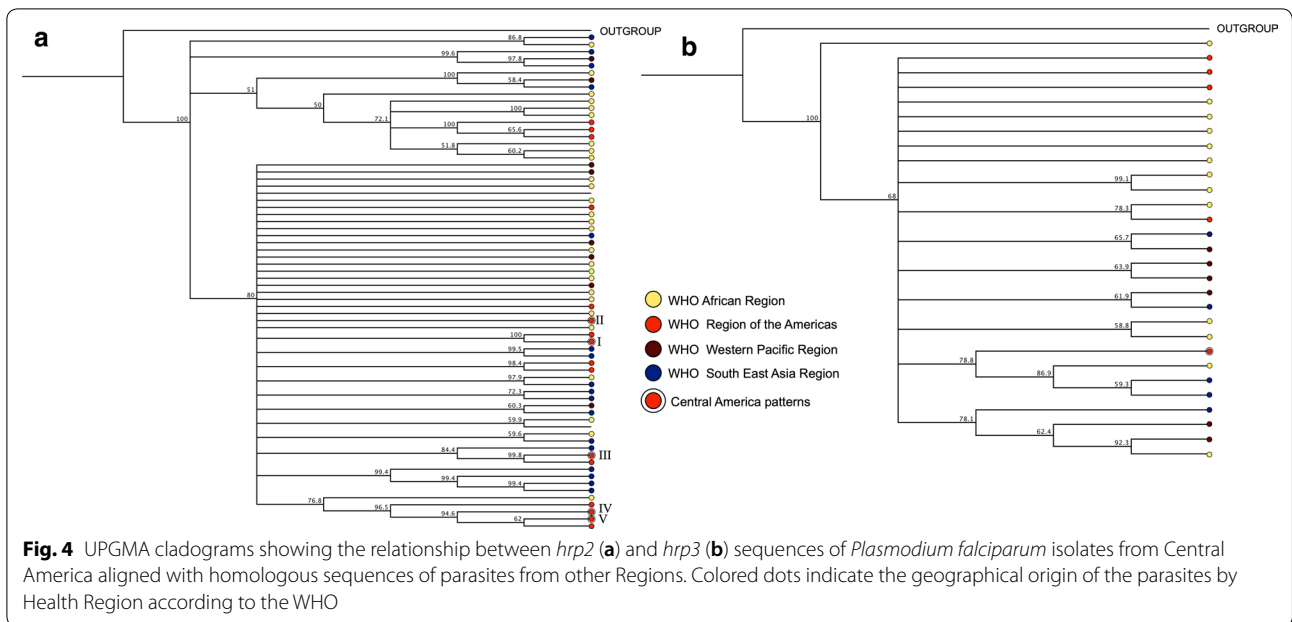 a
OUTGROUP
86.8
99.6
97.8
100
58.4
51
50
100
72.1
100
65.6
51.8
60.2
100
80
II
100
I
99.5
98.4
97.9
72.3
60.3
59.9
59.6
84.4
99.8
III
99.4
99.4
99.4
76.8
96.5
IV
94.6
62
V
b
OUTGROUP
100
68
99.1
78.3
65.7
63.9
61.9
58.8
78.8
86.9
59.3
78.1
62.4
92.3
WHO African Region
WHO Region of the Americas
WHO Western Pacific Region
WHO South East Asia Region
Central America patterns
Fig. 4 UPGMA cladograms showing the relationship between hrp2 (a) and hrp3 (b) sequences of Plasmodium falciparum isolates from Central
America aligned with homologous sequences of parasites from other Regions. Colored dots indicate the geographical origin of the parasites by
Health Region according to the WHO